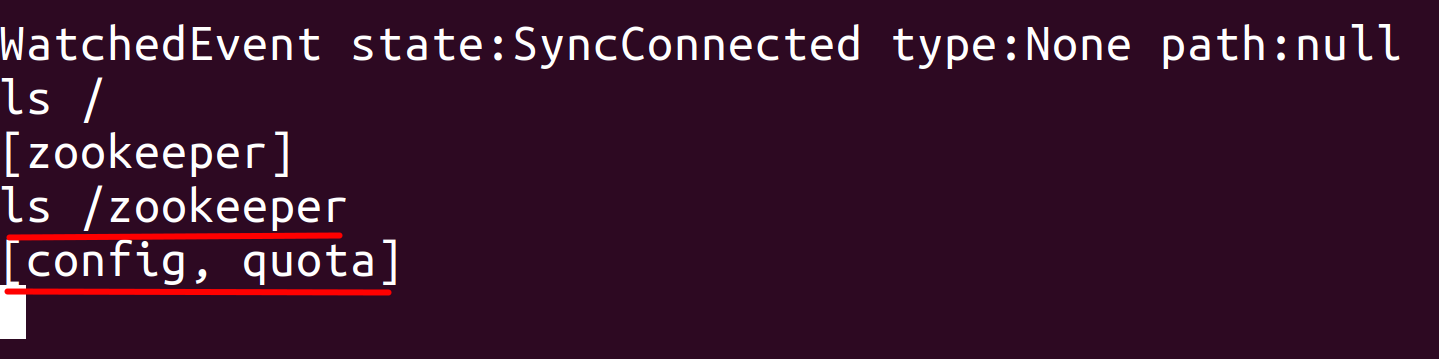 WatchedEvent state:SyncConnected type:None path:null
ls /
[zookeeper]
ls /zookeeper
[config, quota]